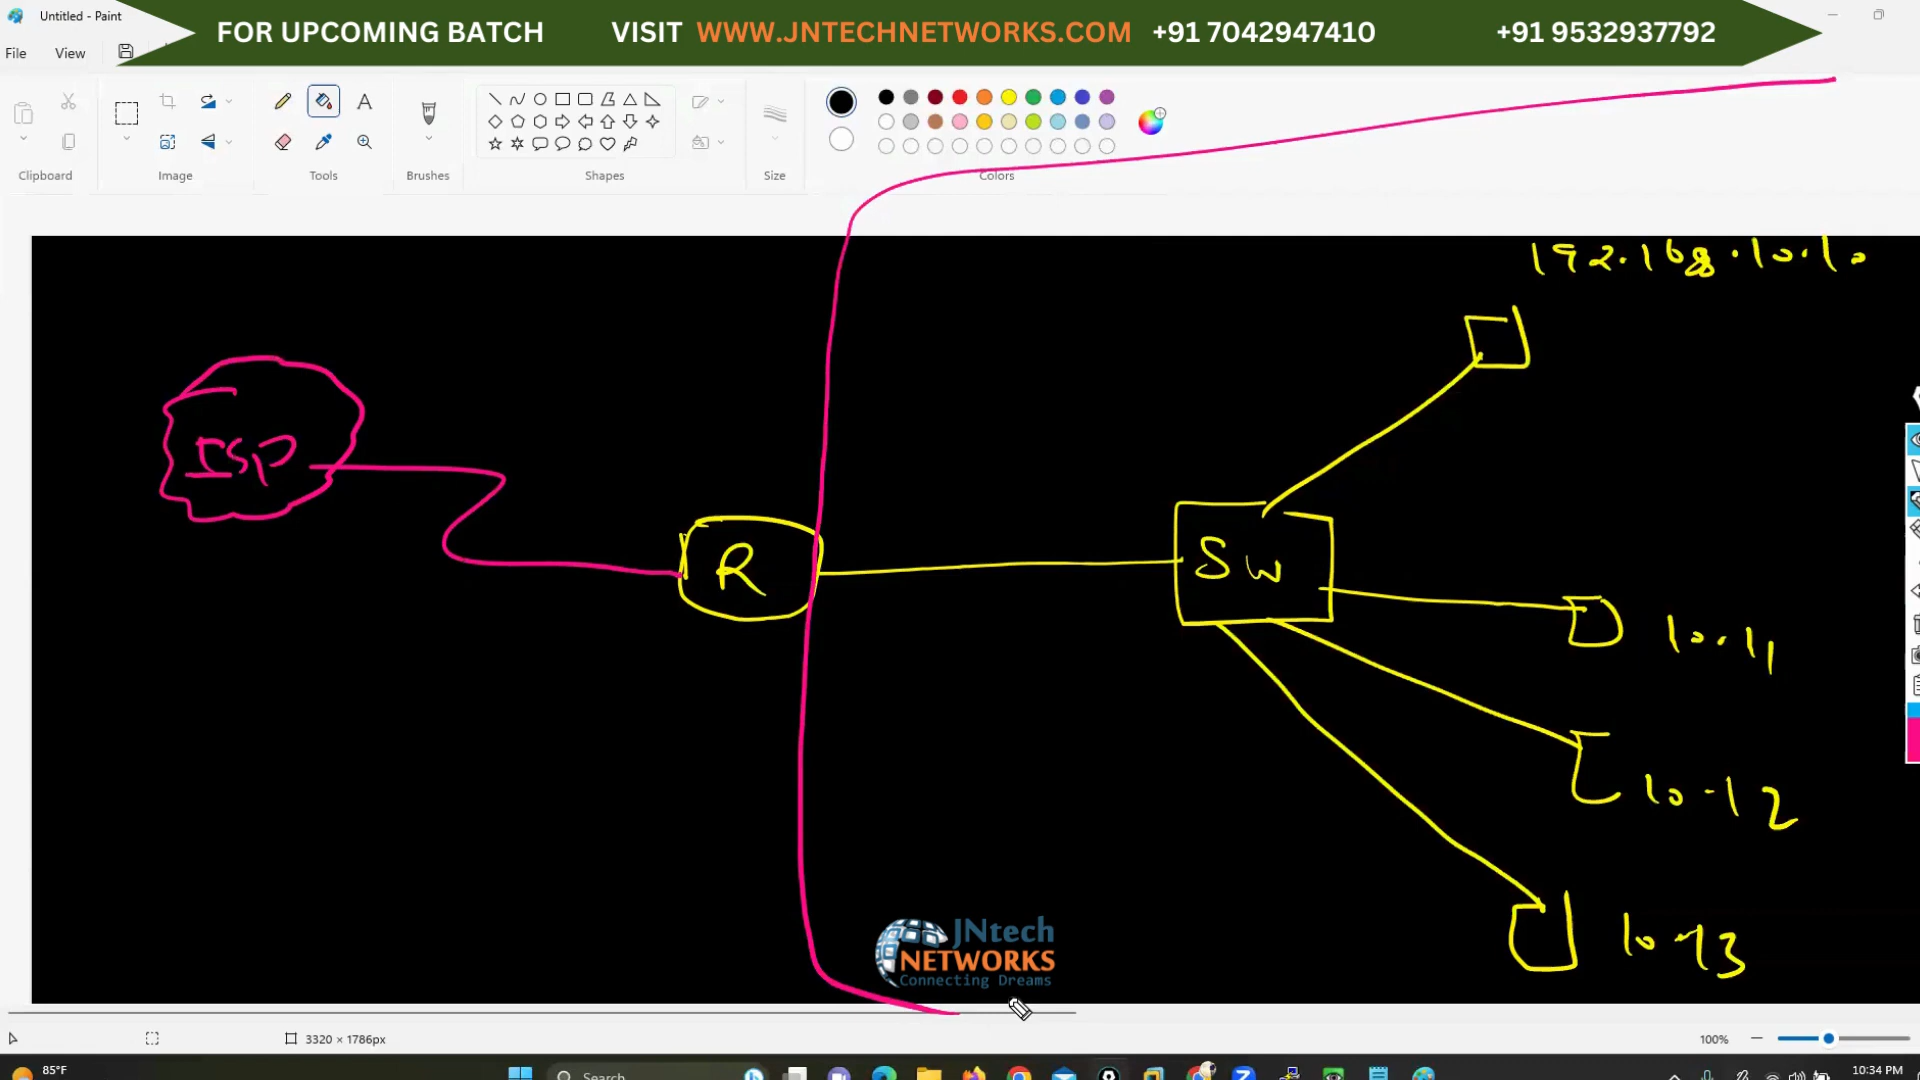 Untitled - Paint
FOR UPCOMING BATCH VISIT WWW.JNTECHNETWORKS.COM +91 7042947410 +91 9532937792
File View
Clipboard Image Tools Brushes Shapes Size Colors
192.168.10.10
ISP
R
SW
10.11
10.12
10.13
JNtech
NETWORKS
Connecting Dreams
3320 × 1786px
100%
85°F
Search
10:34 PM